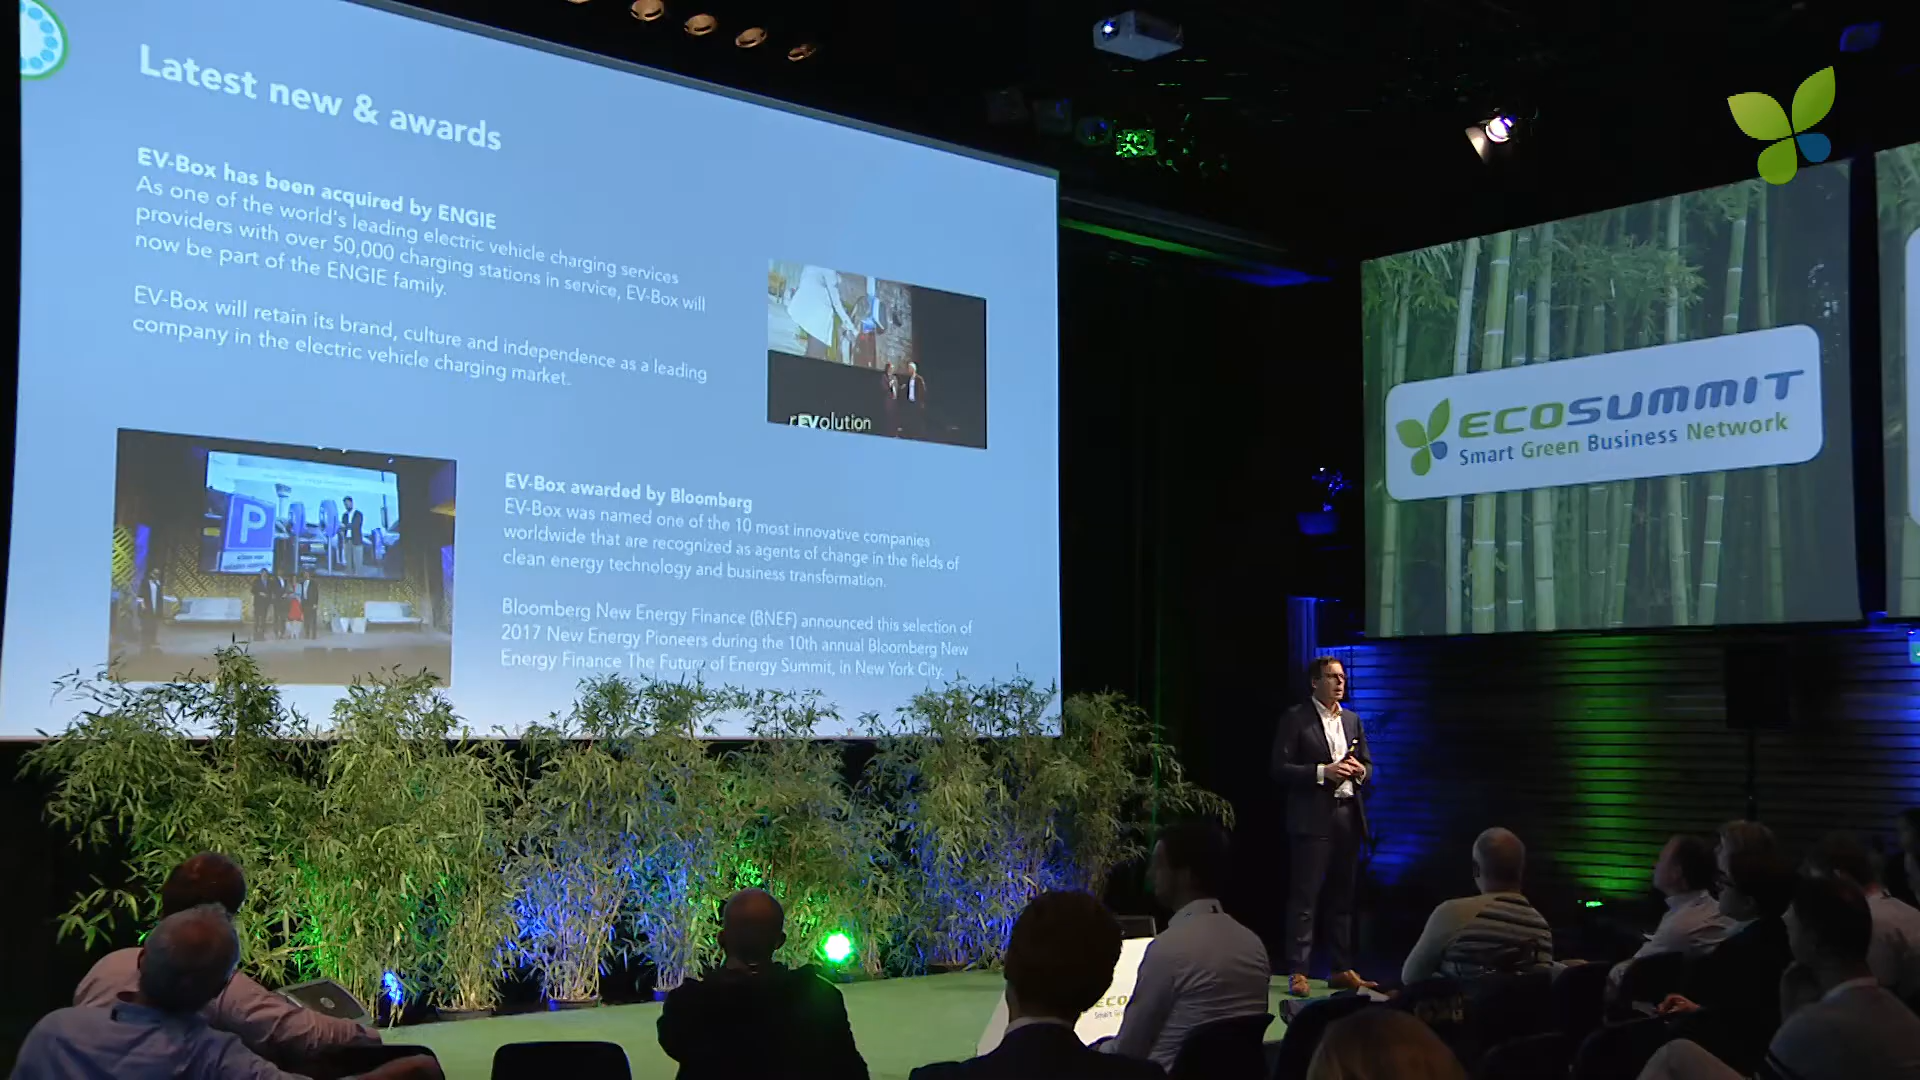 Latest new & awards
EV-Box has been acquired by ENGIE
As one of the world's leading electric vehicle charging services
providers with over 50,000 charging stations in service, EV-Box will
now be part of the ENGIE family.
EV-Box will retain its brand, culture and independence as a leading
company in the electric vehicle charging market.
rEVolution
P
EV-Box awarded by Bloomberg
EV-Box was named one of the 10 most innovative companies
worldwide that are recognized as agents of change in the fields of
clean energy technology and business transformation.
Bloomberg New Energy Finance (BNEF) announced this selection of
2017 New Energy Pioneers during the 10th annual Bloomberg New
Energy Finance The Future of Energy Summit, in New York City.
ECOSUMMIT
Smart Green Business Network
ECO
Smart Gre